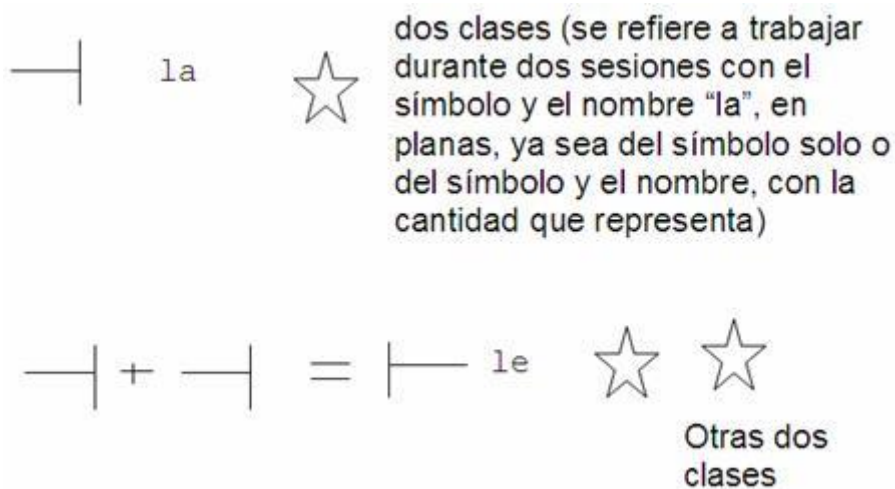 la
dos clases (se refiere a trabajar
durante dos sesiones con el
símbolo y el nombre “la”, en
planas, ya sea del símbolo solo o
del símbolo y el nombre, con la
cantidad que representa)
+ = le
Otras dos
clases